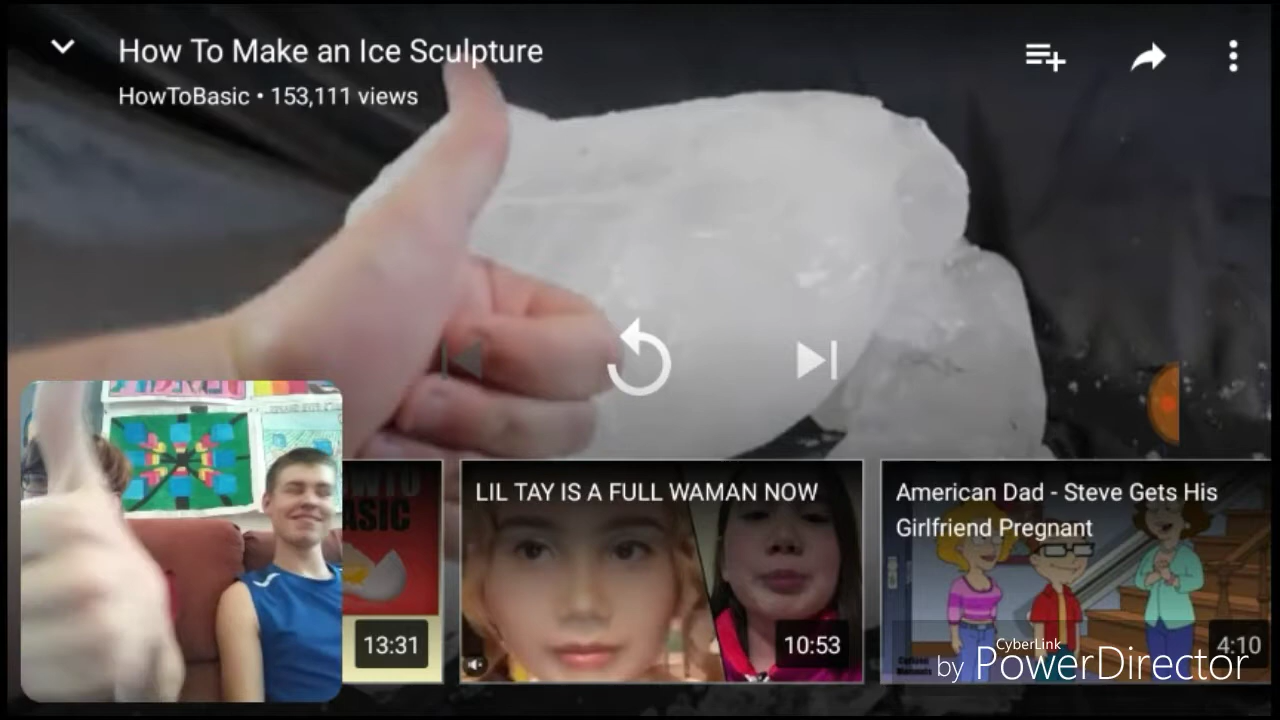 How To Make an Ice Sculpture
HowToBasic • 153,111 views
LIL TAY IS A FULL WAMAN NOW
American Dad - Steve Gets His
Girlfriend Pregnant
ASIC
13:31
10:53
4:10
CyberLink
by PowerDirector